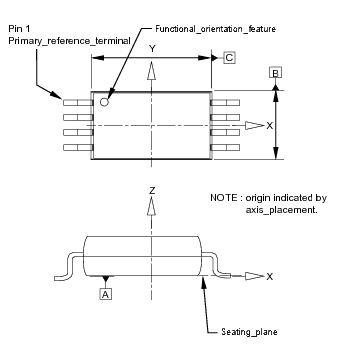 Pin 1
Primary_reference_terminal
Functional_orientation_feature
Y
C
B
X
Z
NOTE : origin indicated by
axis_placement.
X
A
Seating_plane